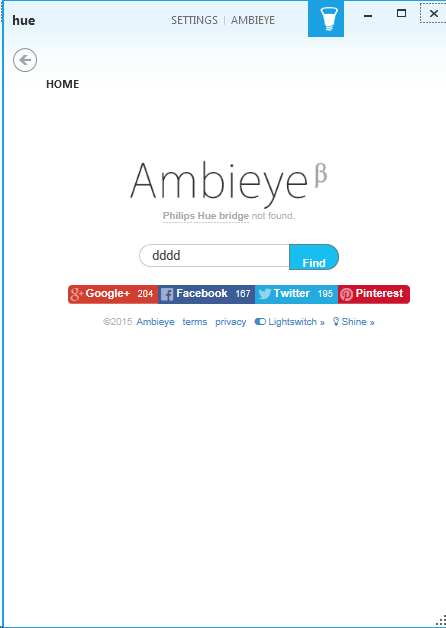 hue
SETTINGS | AMBIEYE
HOME
Ambieye β
Philips Hue bridge not found.
dddd
Find
Google+ 204 Facebook 167 Twitter 195 Pinterest
©2015 Ambieye terms privacy Lightswitch » Shine »